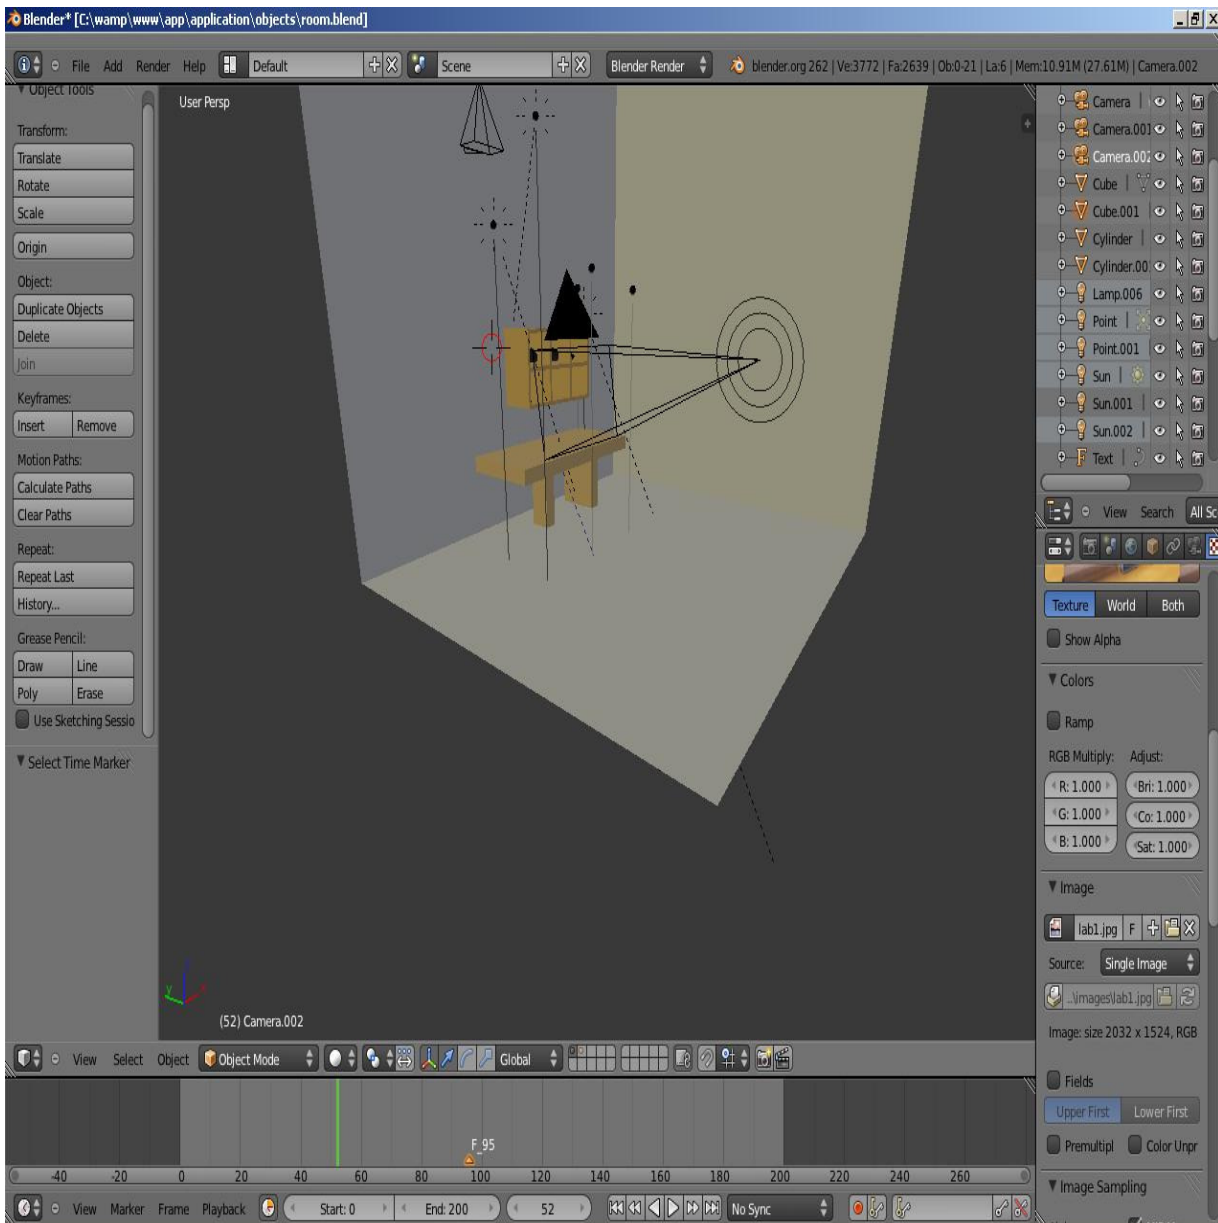 Blender* [C:\wamp\www\app\application\objects\room.blend]
File Add Render Help Default Scene Blender Render blender.org 262 | Ve:3772 | Fa:2639 | Ob:0-21 | La:6 | Mem:10.91M (27.61M) | Camera.002
Object Tools
Transform:
Translate
Rotate
Scale
Origin
Object:
Duplicate Objects
Delete
Join
Keyframes:
Insert Remove
Motion Paths:
Calculate Paths
Clear Paths
Repeat:
Repeat Last
History...
Grease Pencil:
Draw Line
Poly Erase
Use Sketching Sessio
Select Time Marker
User Persp
y
(52) Camera.002
View Select Object Object Mode Global
Camera
Camera.001
Camera.002
Cube
Cube.001
Cylinder
Cylinder.00
Lamp.006
Point
Point.001
Sun
Sun.001
Sun.002
Text
View Search All Sc
Texture World Both
Show Alpha
Colors
Ramp
RGB Multiply: Adjust:
R: 1.000 Bri: 1.000
G: 1.000 Co: 1.000
B: 1.000 Sat: 1.000
Image
lab1.jpg F
Source: Single Image
..\images\lab1.jpg
Image: size 2032 x 1524, RGB
Fields
Upper First Lower First
Premultipl Color Unpr
Image Sampling
F_95
-40 -20 0 20 40 60 80 100 120 140 160 180 200 220 240 260
View Marker Frame Playback Start: 0 End: 200 52 No Sync